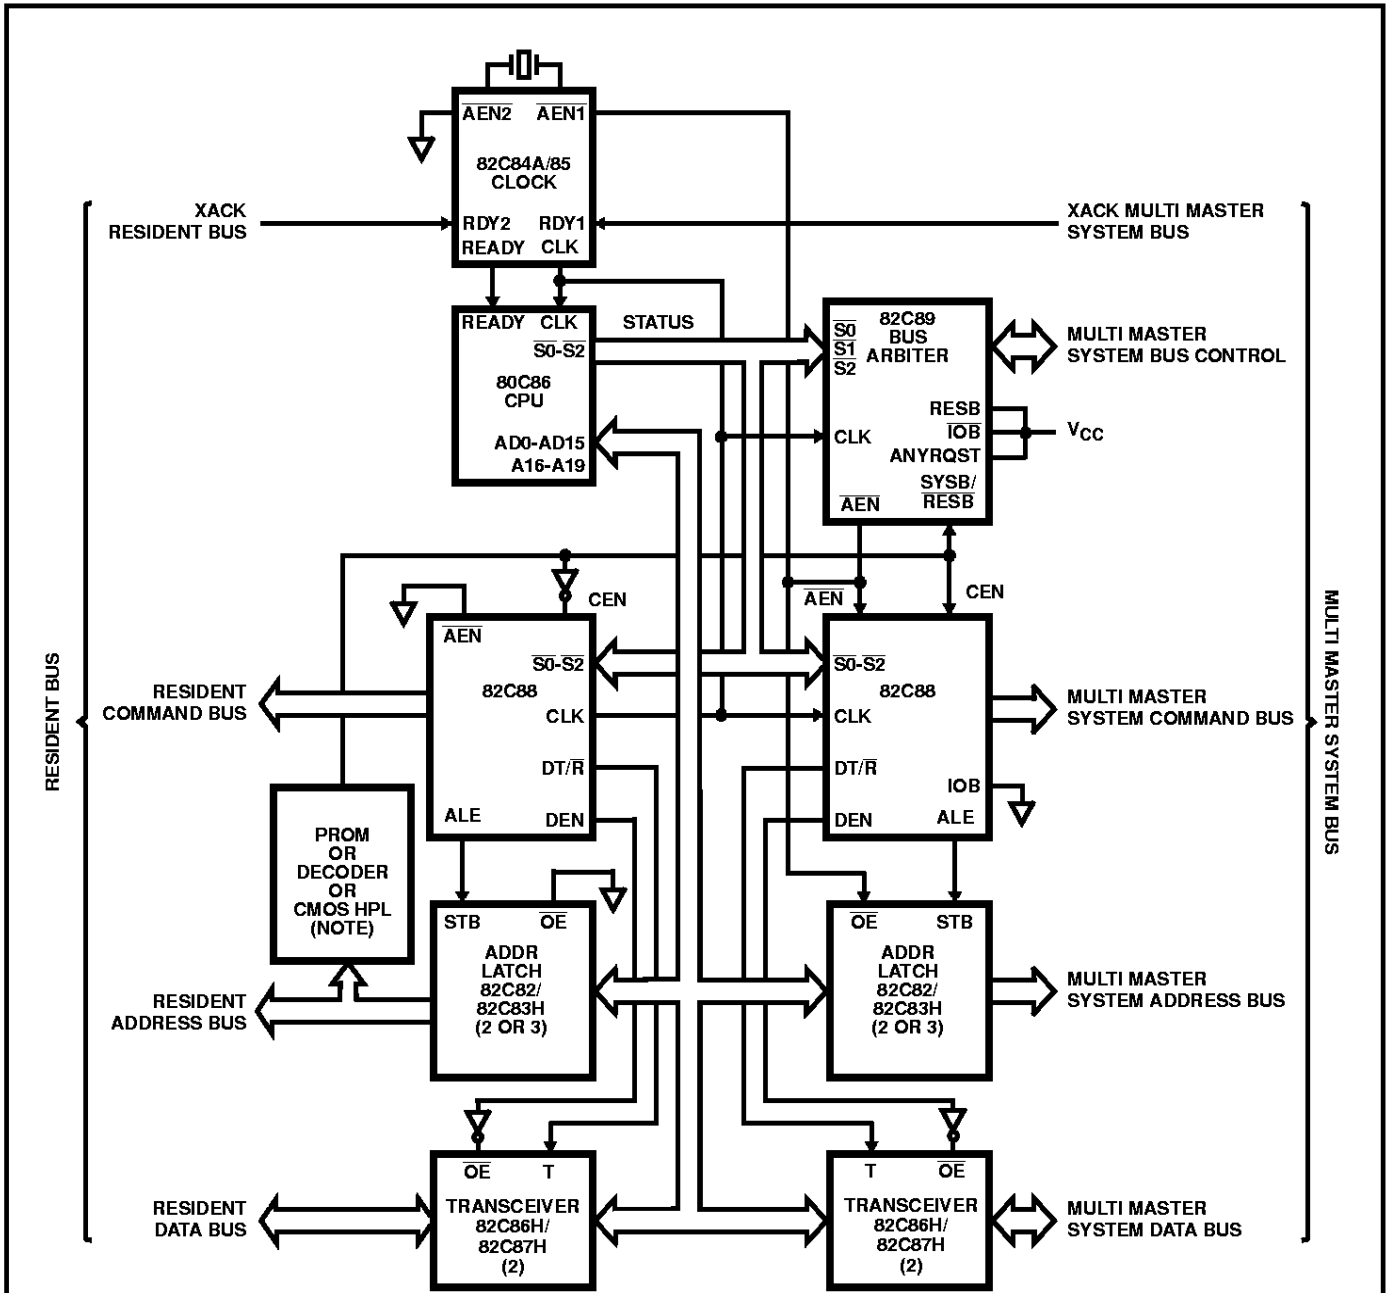 AEN2 AEN1
82C84A/85
CLOCK
RDY2 RDY1
READY CLK
XACK
RESIDENT BUS
XACK MULTI MASTER
SYSTEM BUS
READY CLK
S0-S2
80C86
CPU
AD0-AD15
A16-A19
STATUS
82C89
BUS
ARBITER
S0
S1
S2
CLK
RESB
IOB
ANYRQST
SYSB/
RESB
AEN
MULTI MASTER
SYSTEM BUS CONTROL
VCC
CEN
AEN
CEN
AEN
S0-S2
82C88
CLK
DT/R
ALE
DEN
S0-S2
82C88
CLK
DT/R
IOB
DEN
ALE
RESIDENT
COMMAND BUS
MULTI MASTER
SYSTEM COMMAND BUS
RESIDENT BUS
MULTI MASTER SYSTEM BUS
PROM
OR
DECODER
OR
CMOS HPL
(NOTE)
STB OE
ADDR
LATCH
82C82/
82C83H
(2 OR 3)
OE STB
ADDR
LATCH
82C82/
82C83H
(2 OR 3)
RESIDENT
ADDRESS BUS
MULTI MASTER
SYSTEM ADDRESS BUS
OE T
TRANSCEIVER
82C86H/
82C87H
(2)
T OE
TRANSCEIVER
82C86H/
82C87H
(2)
RESIDENT
DATA BUS
MULTI MASTER
SYSTEM DATA BUS